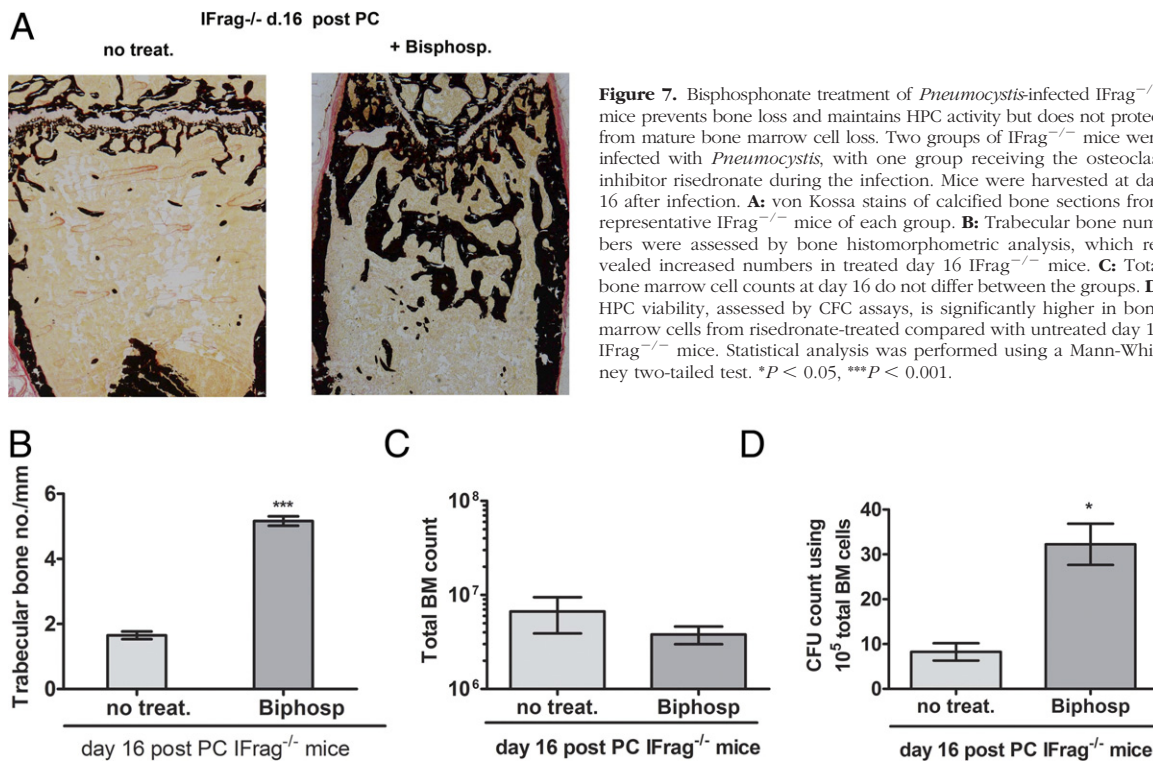 A
IFrag-/- d.16 post PC
no treat.
+ Bisphosp.
Figure 7. Bisphosphonate treatment of Pneumocystis-infected IFrag−/
mice prevents bone loss and maintains HPC activity but does not protec
from mature bone marrow cell loss. Two groups of IFrag−/− mice wer
infected with Pneumocystis, with one group receiving the osteoclas
inhibitor risedronate during the infection. Mice were harvested at da
16 after infection. A: von Kossa stains of calcified bone sections from
representative IFrag−/− mice of each group. B: Trabecular bone num
bers were assessed by bone histomorphometric analysis, which re
vealed increased numbers in treated day 16 IFrag−/− mice. C: Tota
bone marrow cell counts at day 16 do not differ between the groups. D
HPC viability, assessed by CFC assays, is significantly higher in bon
marrow cells from risedronate-treated compared with untreated day 1
IFrag−/− mice. Statistical analysis was performed using a Mann-Whi
ney two-tailed test. *P < 0.05, ***P < 0.001.
B
Trabecular bone no./mm
6
4
2
0
***
no treat.
Biphosp
day 16 post PC IFrag-/- mice
C
Total BM count
10^8
10^7
10^6
no treat.
Biphosp
day 16 post PC IFrag-/- mice
D
CFU count using
10^5 total BM cells
40
30
20
10
0
*
no treat.
Biphosp
day 16 post PC IFrag-/- mice